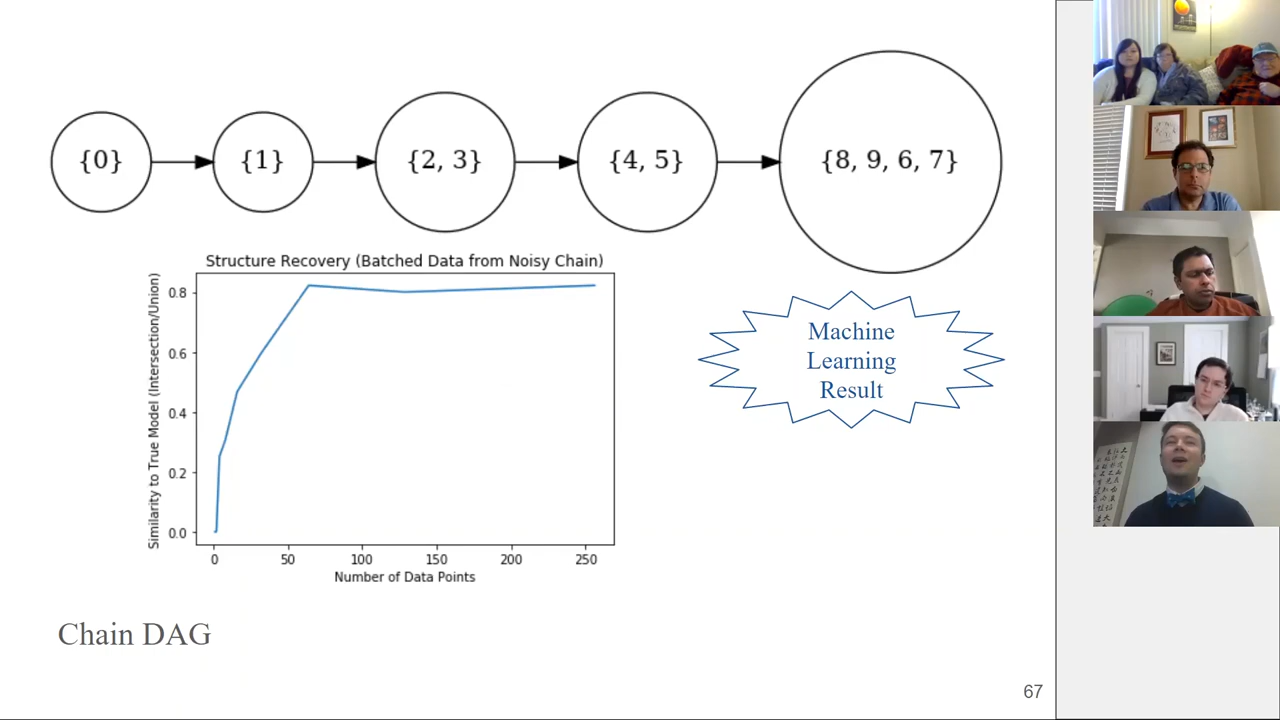 {0}
{1}
{2, 3}
{4, 5}
{8, 9, 6, 7}
Structure Recovery (Batched Data from Noisy Chain)
Similarity to True Model (Intersection/Union)
0.8
0.6
0.4
0.2
0.0
0
50
100
150
200
250
Number of Data Points
Machine
Learning
Result
Chain DAG
67